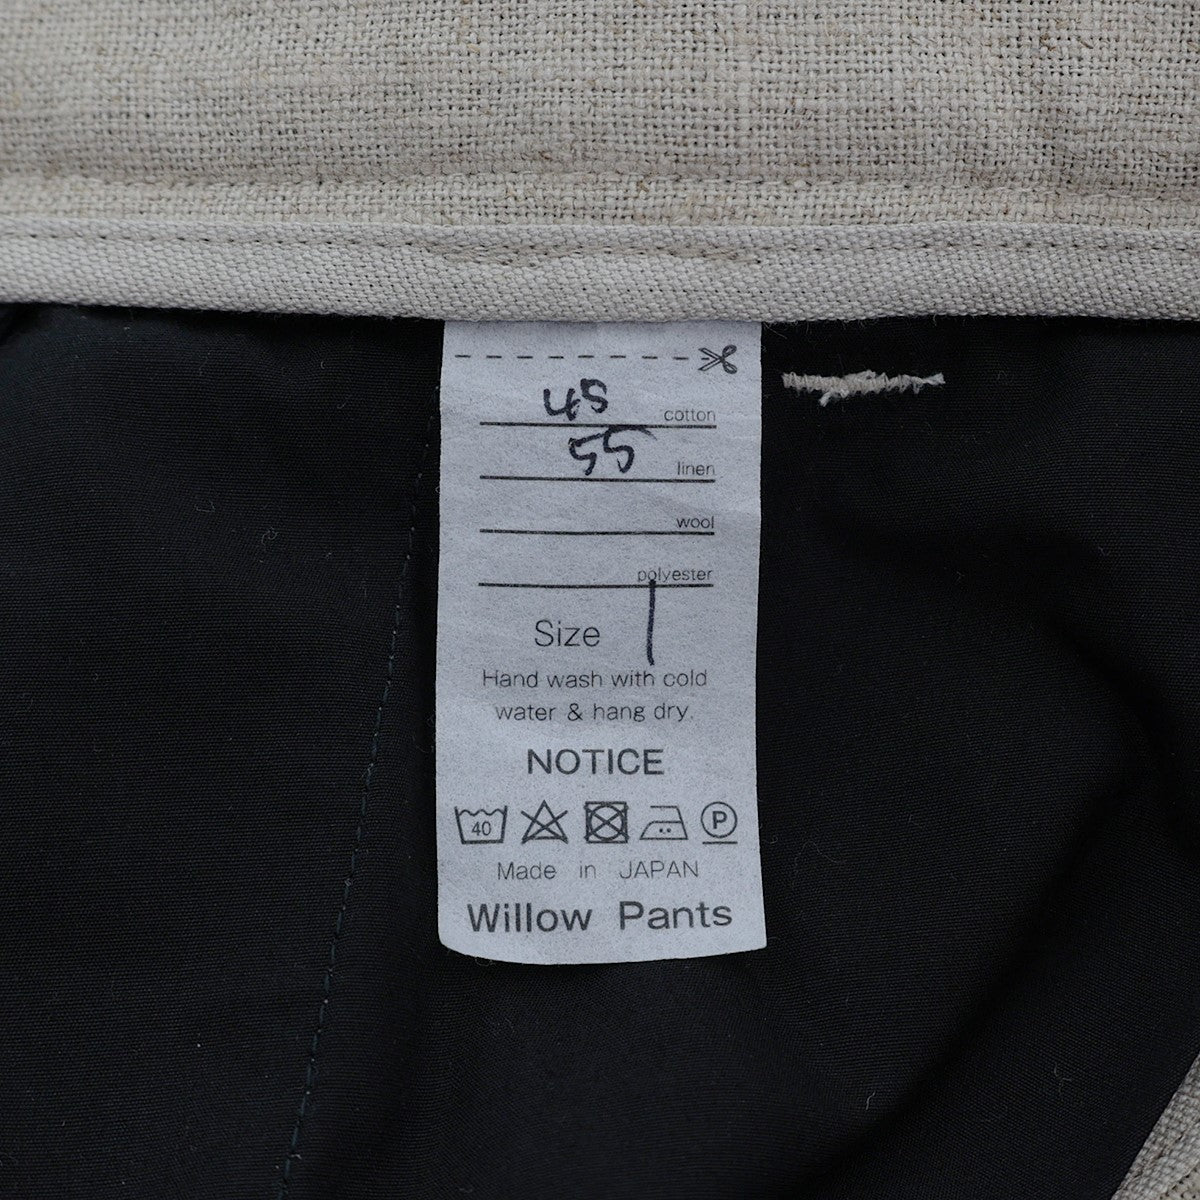 45 cotton
55 linen
wool
polyester
Size 1
Hand wash with cold
water & hang dry.
NOTICE
40 P
Made in JAPAN
Willow Pants